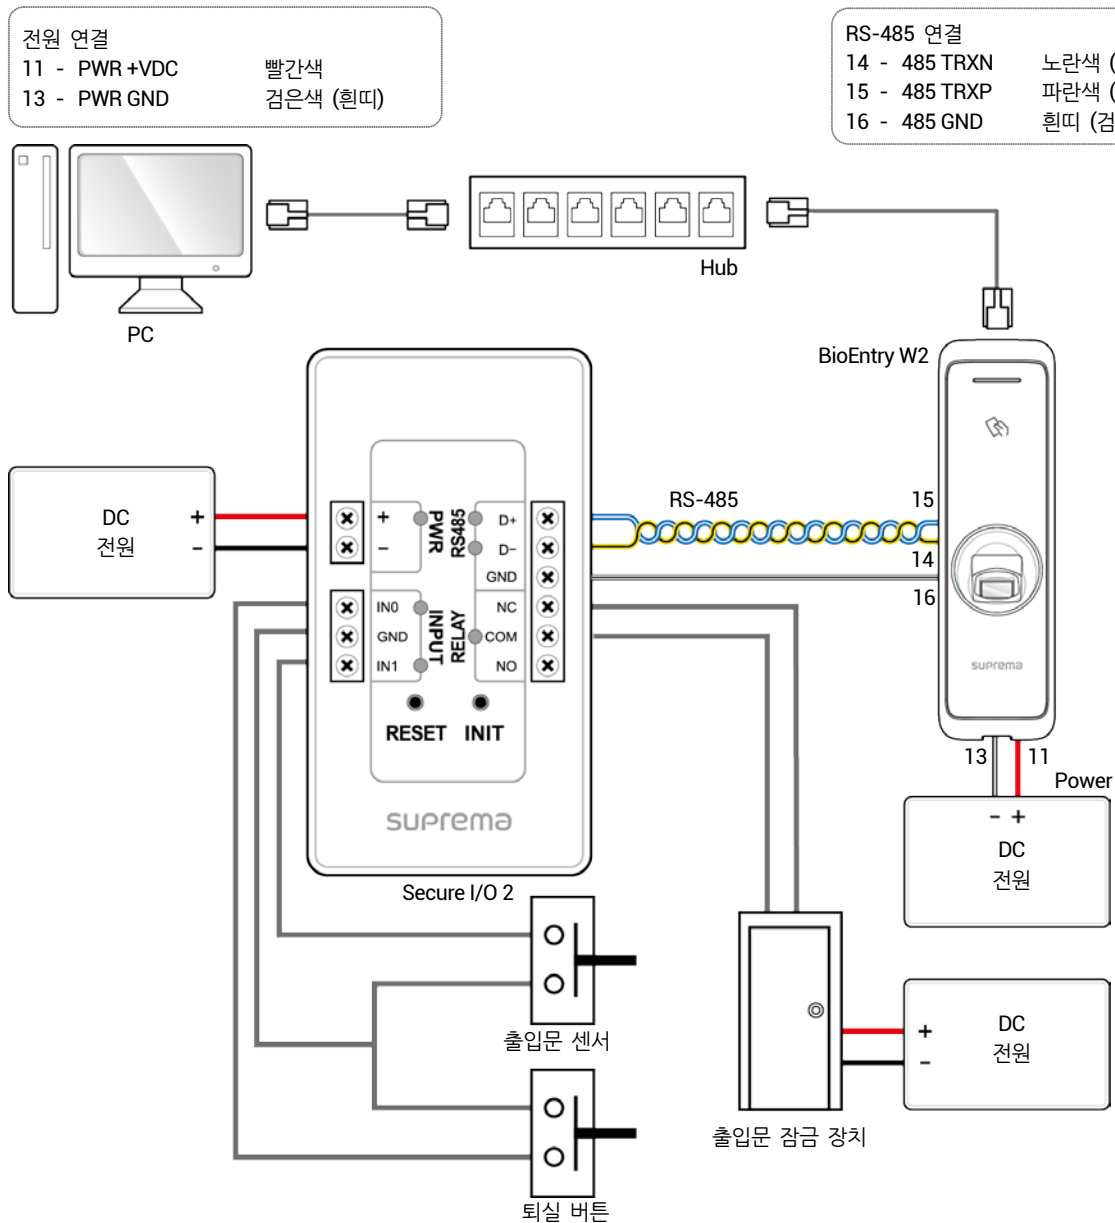 전원 연결
11 - PWR +VDC 빨간색
13 - PWR GND 검은색 (흰띠)
RS-485 연결
14 - 485 TRXN 노란색 (
15 - 485 TRXP 파란색 (
16 - 485 GND 흰띠 (검
Hub
PC
BioEntry W2
DC
전원
+
-
+
-
PWR
RS485
D+
D-
GND
RS-485
15
14
16
IN0
GND
IN1
INPUT
RELAY
NC
COM
NO
RESET INIT
suprema
Secure I/O 2
suprema
13
11
Power
- +
DC
전원
출입문 센서
퇴실 버튼
출입문 잠금 장치
+
-
DC
전원